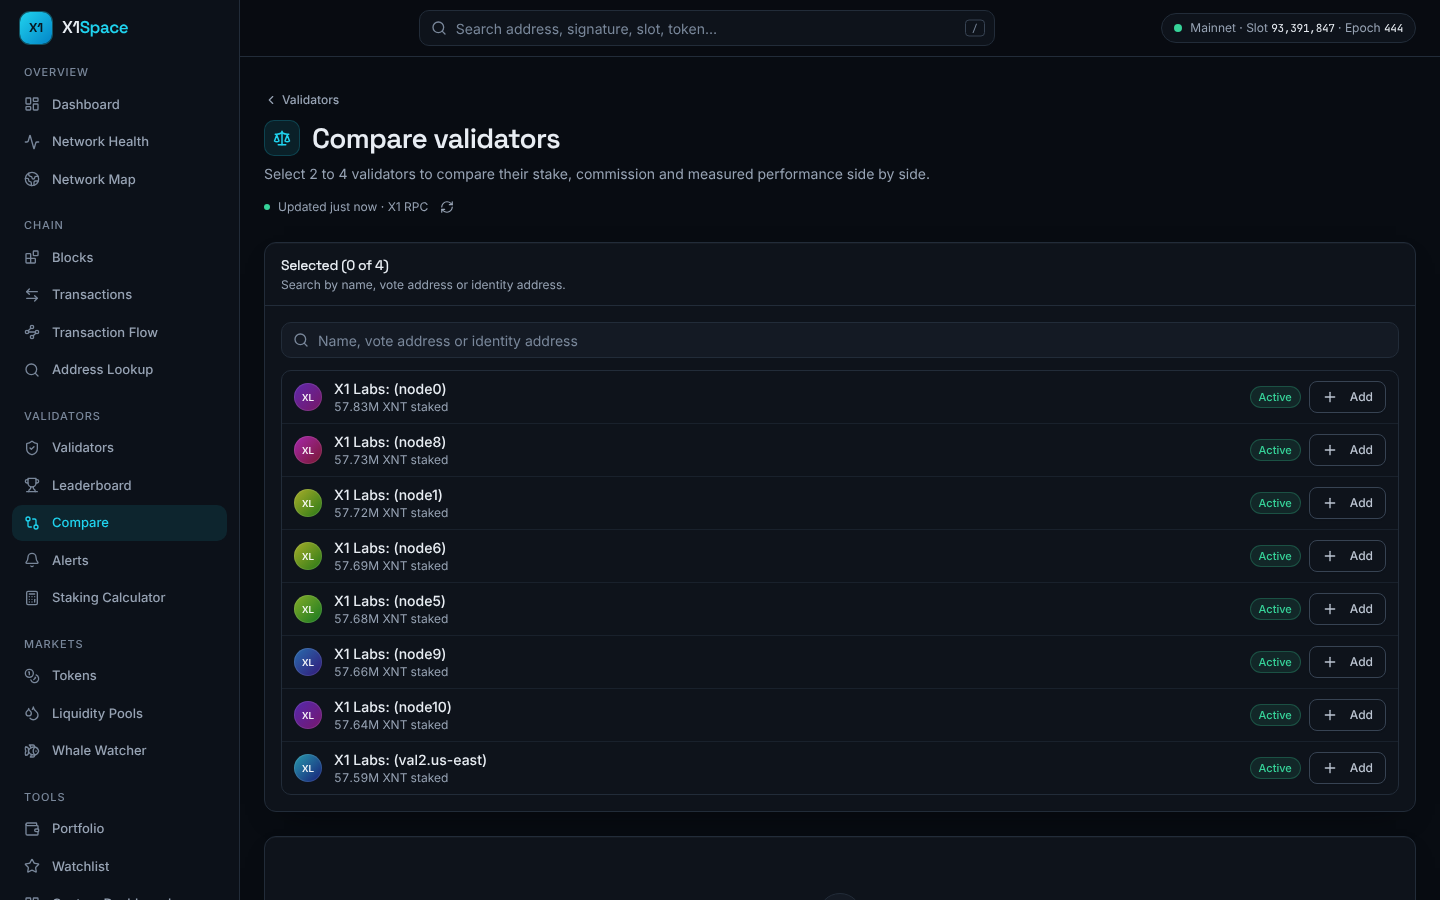 X1 X1Space
Search address, signature, slot, token... /
Mainnet · Slot 93,391,847 · Epoch 444
OVERVIEW
Dashboard
Network Health
Network Map
CHAIN
Blocks
Transactions
Transaction Flow
Address Lookup
VALIDATORS
Validators
Leaderboard
Compare
Alerts
Staking Calculator
MARKETS
Tokens
Liquidity Pools
Whale Watcher
TOOLS
Portfolio
Watchlist
Validators
Compare validators
Select 2 to 4 validators to compare their stake, commission and measured performance side by side.
Updated just now · X1 RPC
Selected (0 of 4)
Search by name, vote address or identity address.
Name, vote address or identity address
XL X1 Labs: (node0) Active Add
57.83M XNT staked
XL X1 Labs: (node8) Active Add
57.73M XNT staked
XL X1 Labs: (node1) Active Add
57.72M XNT staked
XL X1 Labs: (node6) Active Add
57.69M XNT staked
XL X1 Labs: (node5) Active Add
57.68M XNT staked
XL X1 Labs: (node9) Active Add
57.66M XNT staked
XL X1 Labs: (node10) Active Add
57.64M XNT staked
XL X1 Labs: (val2.us-east) Active Add
57.59M XNT staked